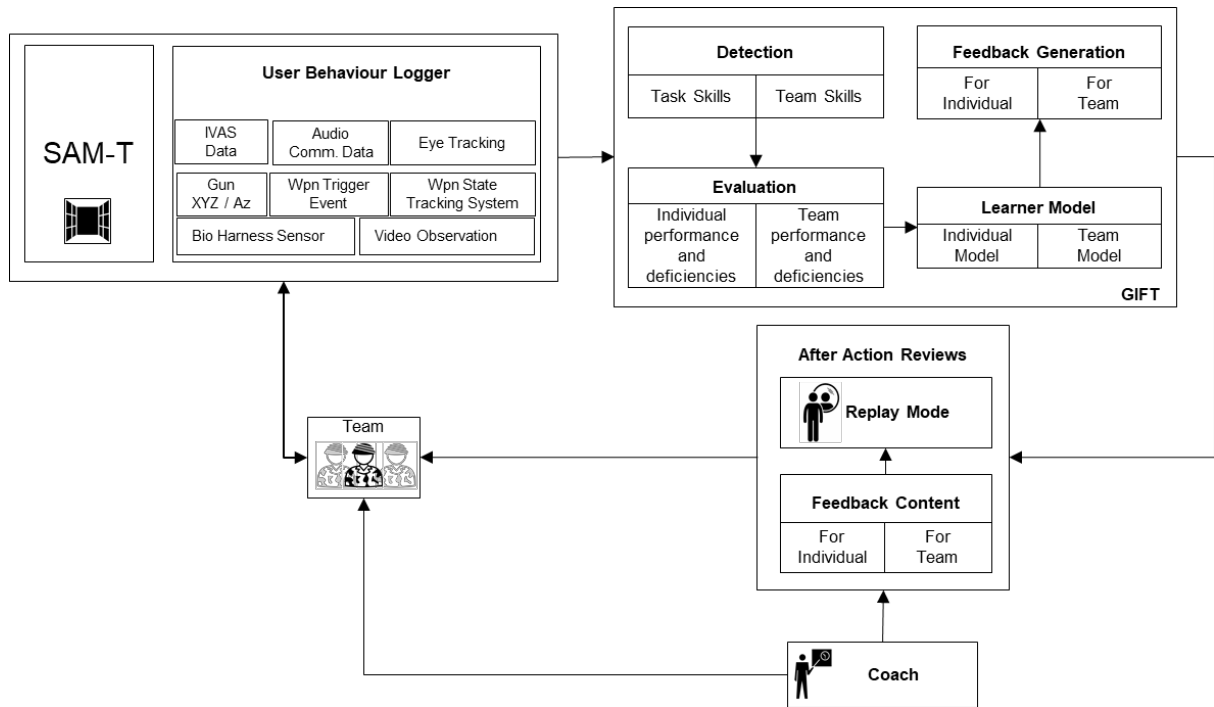 SAM-T
User Behaviour Logger
IVAS
Data
Audio
Comm. Data
Eye Tracking
Gun
XYZ / Az
Wpn Trigger
Event
Wpn State
Tracking System
Bio Harness Sensor
Video Observation
Detection
Task Skills
Team Skills
Evaluation
Individual
performance
and
deficiencies
Team
performance
and
deficiencies
Feedback Generation
For
Individual
For
Team
Learner Model
Individual
Model
Team
Model
GIFT
After Action Reviews
Replay Mode
Feedback Content
For
Individual
For
Team
Team
Coach